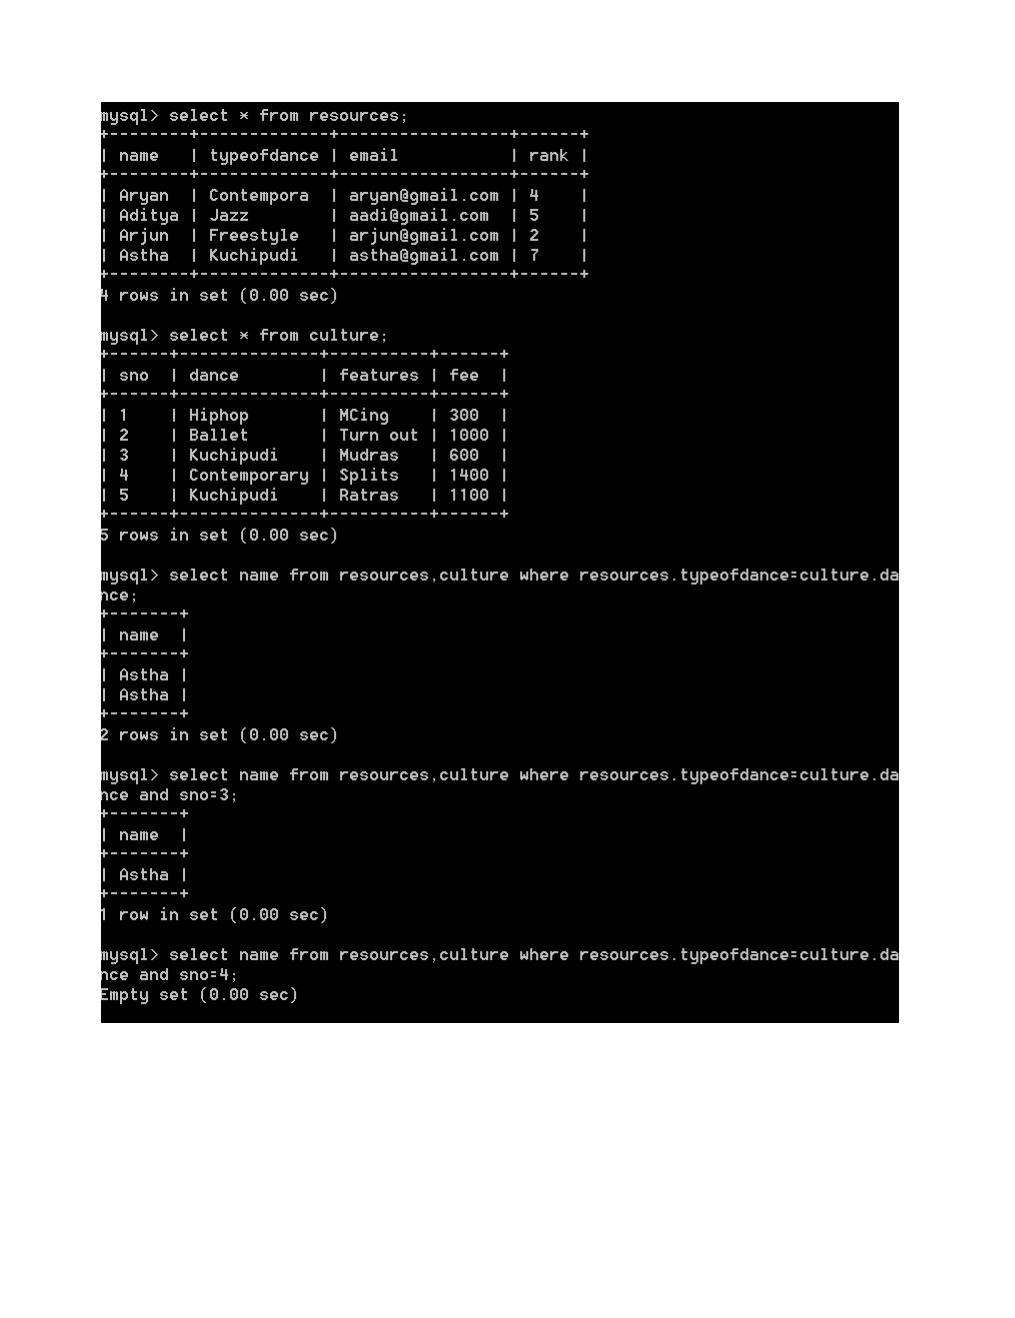 mysql> select * from resources;
+--------+-------------+-----------------+------+
| name   | typeofdance | email           | rank |
+--------+-------------+-----------------+------+
| Aryan  | Contempora  | aryan@gmail.com | 4    |
| Aditya | Jazz        | aadi@gmail.com  | 5    |
| Arjun  | Freestyle   | arjun@gmail.com | 2    |
| Astha  | Kuchipudi   | astha@gmail.com | 7    |
+--------+-------------+-----------------+------+
4 rows in set (0.00 sec)

mysql> select * from culture;
+------+--------------+----------+------+
| sno  | dance        | features | fee  |
+------+--------------+----------+------+
| 1    | Hiphop       | MCing    | 300  |
| 2    | Ballet       | Turn out | 1000 |
| 3    | Kuchipudi    | Mudras   | 600  |
| 4    | Contemporary | Splits   | 1400 |
| 5    | Kuchipudi    | Ratras   | 1100 |
+------+--------------+----------+------+
5 rows in set (0.00 sec)

mysql> select name from resources,culture where resources.typeofdance=culture.da
nce;
+-------+
| name  |
+-------+
| Astha |
| Astha |
+-------+
2 rows in set (0.00 sec)

mysql> select name from resources,culture where resources.typeofdance=culture.da
nce and sno=3;
+-------+
| name  |
+-------+
| Astha |
+-------+
1 row in set (0.00 sec)

mysql> select name from resources,culture where resources.typeofdance=culture.da
nce and sno=4;
Empty set (0.00 sec)